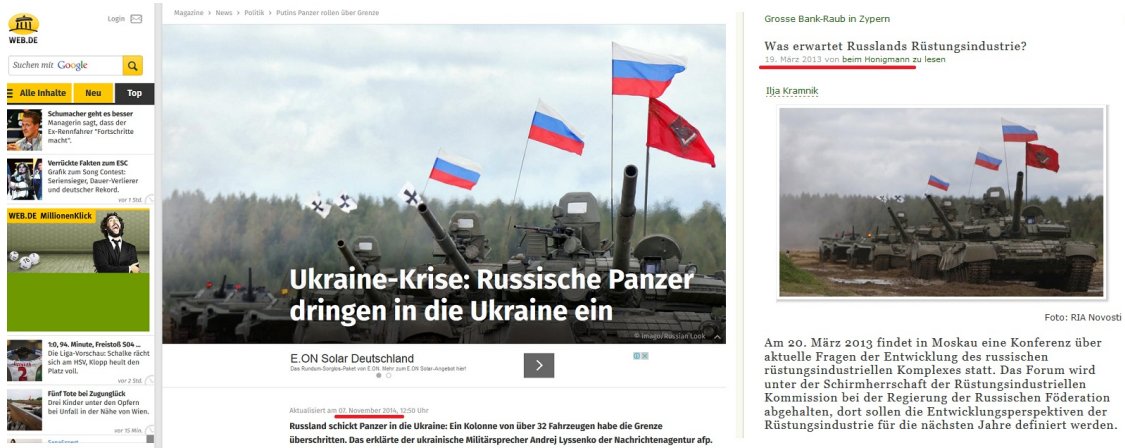 WEB.DE
Login
Suchen mit Google
Alle Inhalte Neu Top
Schumacher geht es besser
Managerin sagt, dass der
Ex-Rennfahrer "Fortschritte
macht".
Verrückte Fakten zum ESC
Grafik zum Song Contest:
Seriensieger, Dauer-Verlierer
und deutscher Rekord.
vor 1 Std.
WEB.DE MillionenKlick
1:0, 94. Minute, Freistoß S04 ...
Die Liga-Vorschau: Schalke rächt
sich am HSV, Klopp heult den
Platz voll.
vor 2 Std.
Fünf Tote bei Zugunglück
Drei Kinder unter den Opfern
bei Unfall in der Nähe von Wien.
vor 15 Min.
Magazine > News > Politik > Putins Panzer rollen über Grenze
Ukraine-Krise: Russische Panzer
dringen in die Ukraine ein
© Imago/Russian Look
E.ON Solar Deutschland
Das Rundum-Sorglos-Paket von E.ON. Mehr zum E.ON Solar-Angebot hier!
Aktualisiert am 07. November 2014, 12:50 Uhr
Russland schickt Panzer in die Ukraine: Ein Kolonne von über 32 Fahrzeugen habe die Grenze
überschritten. Das erklärte der ukrainische Militärsprecher Andrej Lyssenko der Nachrichtenagentur afp.
Grosse Bank-Raub in Zypern
Was erwartet Russlands Rüstungsindustrie?
19. März 2013 von beim Honigmann zu lesen
Ilja Kramnik
Foto: RIA Novosti
Am 20. März 2013 findet in Moskau eine Konferenz über
aktuelle Fragen der Entwicklung des russischen
rüstungsindustriellen Komplexes statt. Das Forum wird
unter der Schirmherrschaft der Rüstungsindustriellen
Kommission bei der Regierung der Russischen Föderation
abgehalten, dort sollen die Entwicklungsperspektiven der
Rüstungsindustrie für die nächsten Jahre definiert werden.